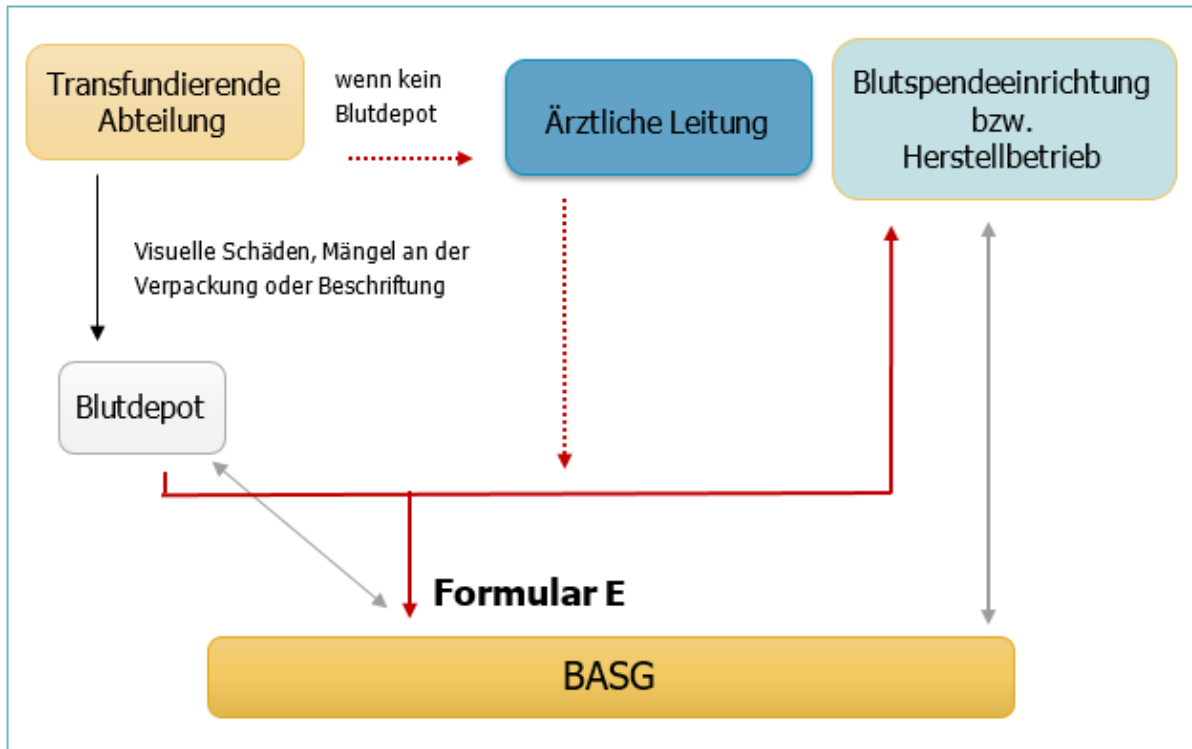 Transfundierende
Abteilung
wenn kein
Blutdepot
Ärztliche Leitung
Blutspendeeinrichtung
bzw.
Herstellbetrieb
Visuelle Schäden, Mängel an der
Verpackung oder Beschriftung
Blutdepot
Formular E
BASG